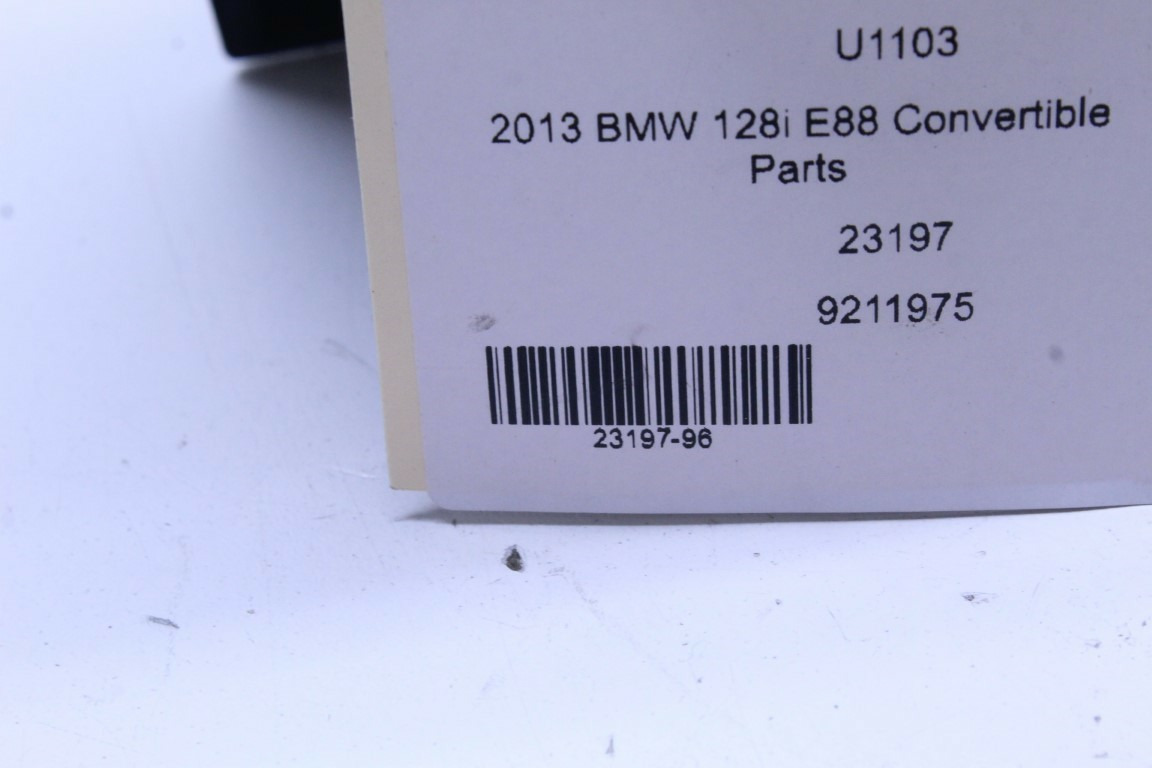 U1103
2013 BMW 128i E88 Convertible
Parts
23197
9211975
23197-96